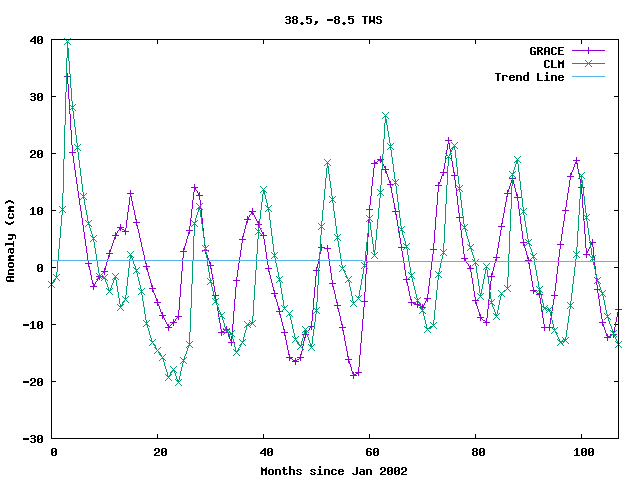 38.5, -8.5 TWS
GRACE
CLM
Trend Line
40
30
20
10
0
-10
-20
-30
Anomaly (cm)
0 20 40 60 80 100
Months since Jan 2002